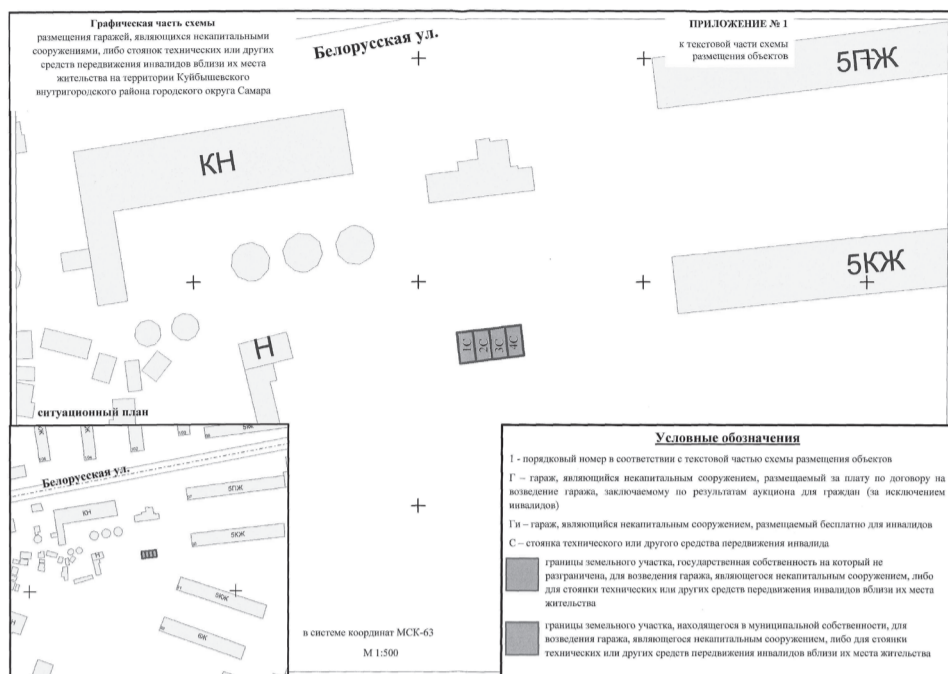 Графическая часть схемы
размещения гаражей, являющихся некапитальными
сооружениями, либо стоянок технических или других
средств передвижения инвалидов вблизи их места
жительства на территории Куйбышевского
внутригородского района городского округа Самара
Белорусская ул.
ПРИЛОЖЕНИЕ № 1
к текстовой части схемы
размещения объектов
5ПЖ
КН
5КЖ
Н
1С
2С
3С
4С
ситуационный план
Белорусская ул.
5ПЖ
КН
5КЖ
Н
5КЖ
в системе координат МСК-63
М 1:500
Условные обозначения
1 - порядковый номер в соответствии с текстовой частью схемы размещения объектов
Г – гараж, являющийся некапитальным сооружением, размещаемый за плату по договору на
возведение гаража, заключаемому по результатам аукциона для граждан (за исключением
инвалидов)
Ги – гараж, являющийся некапитальным сооружением, размещаемый бесплатно для инвалидов
С – стоянка технического или другого средства передвижения инвалида
границы земельного участка, государственная собственность на который не
разграничена, для возведения гаража, являющегося некапитальным сооружением, либо
для стоянки технических или других средств передвижения инвалидов вблизи их места
жительства
границы земельного участка, находящегося в муниципальной собственности, для
возведения гаража, являющегося некапитальным сооружением, либо для стоянки
технических или других средств передвижения инвалидов вблизи их места жительства